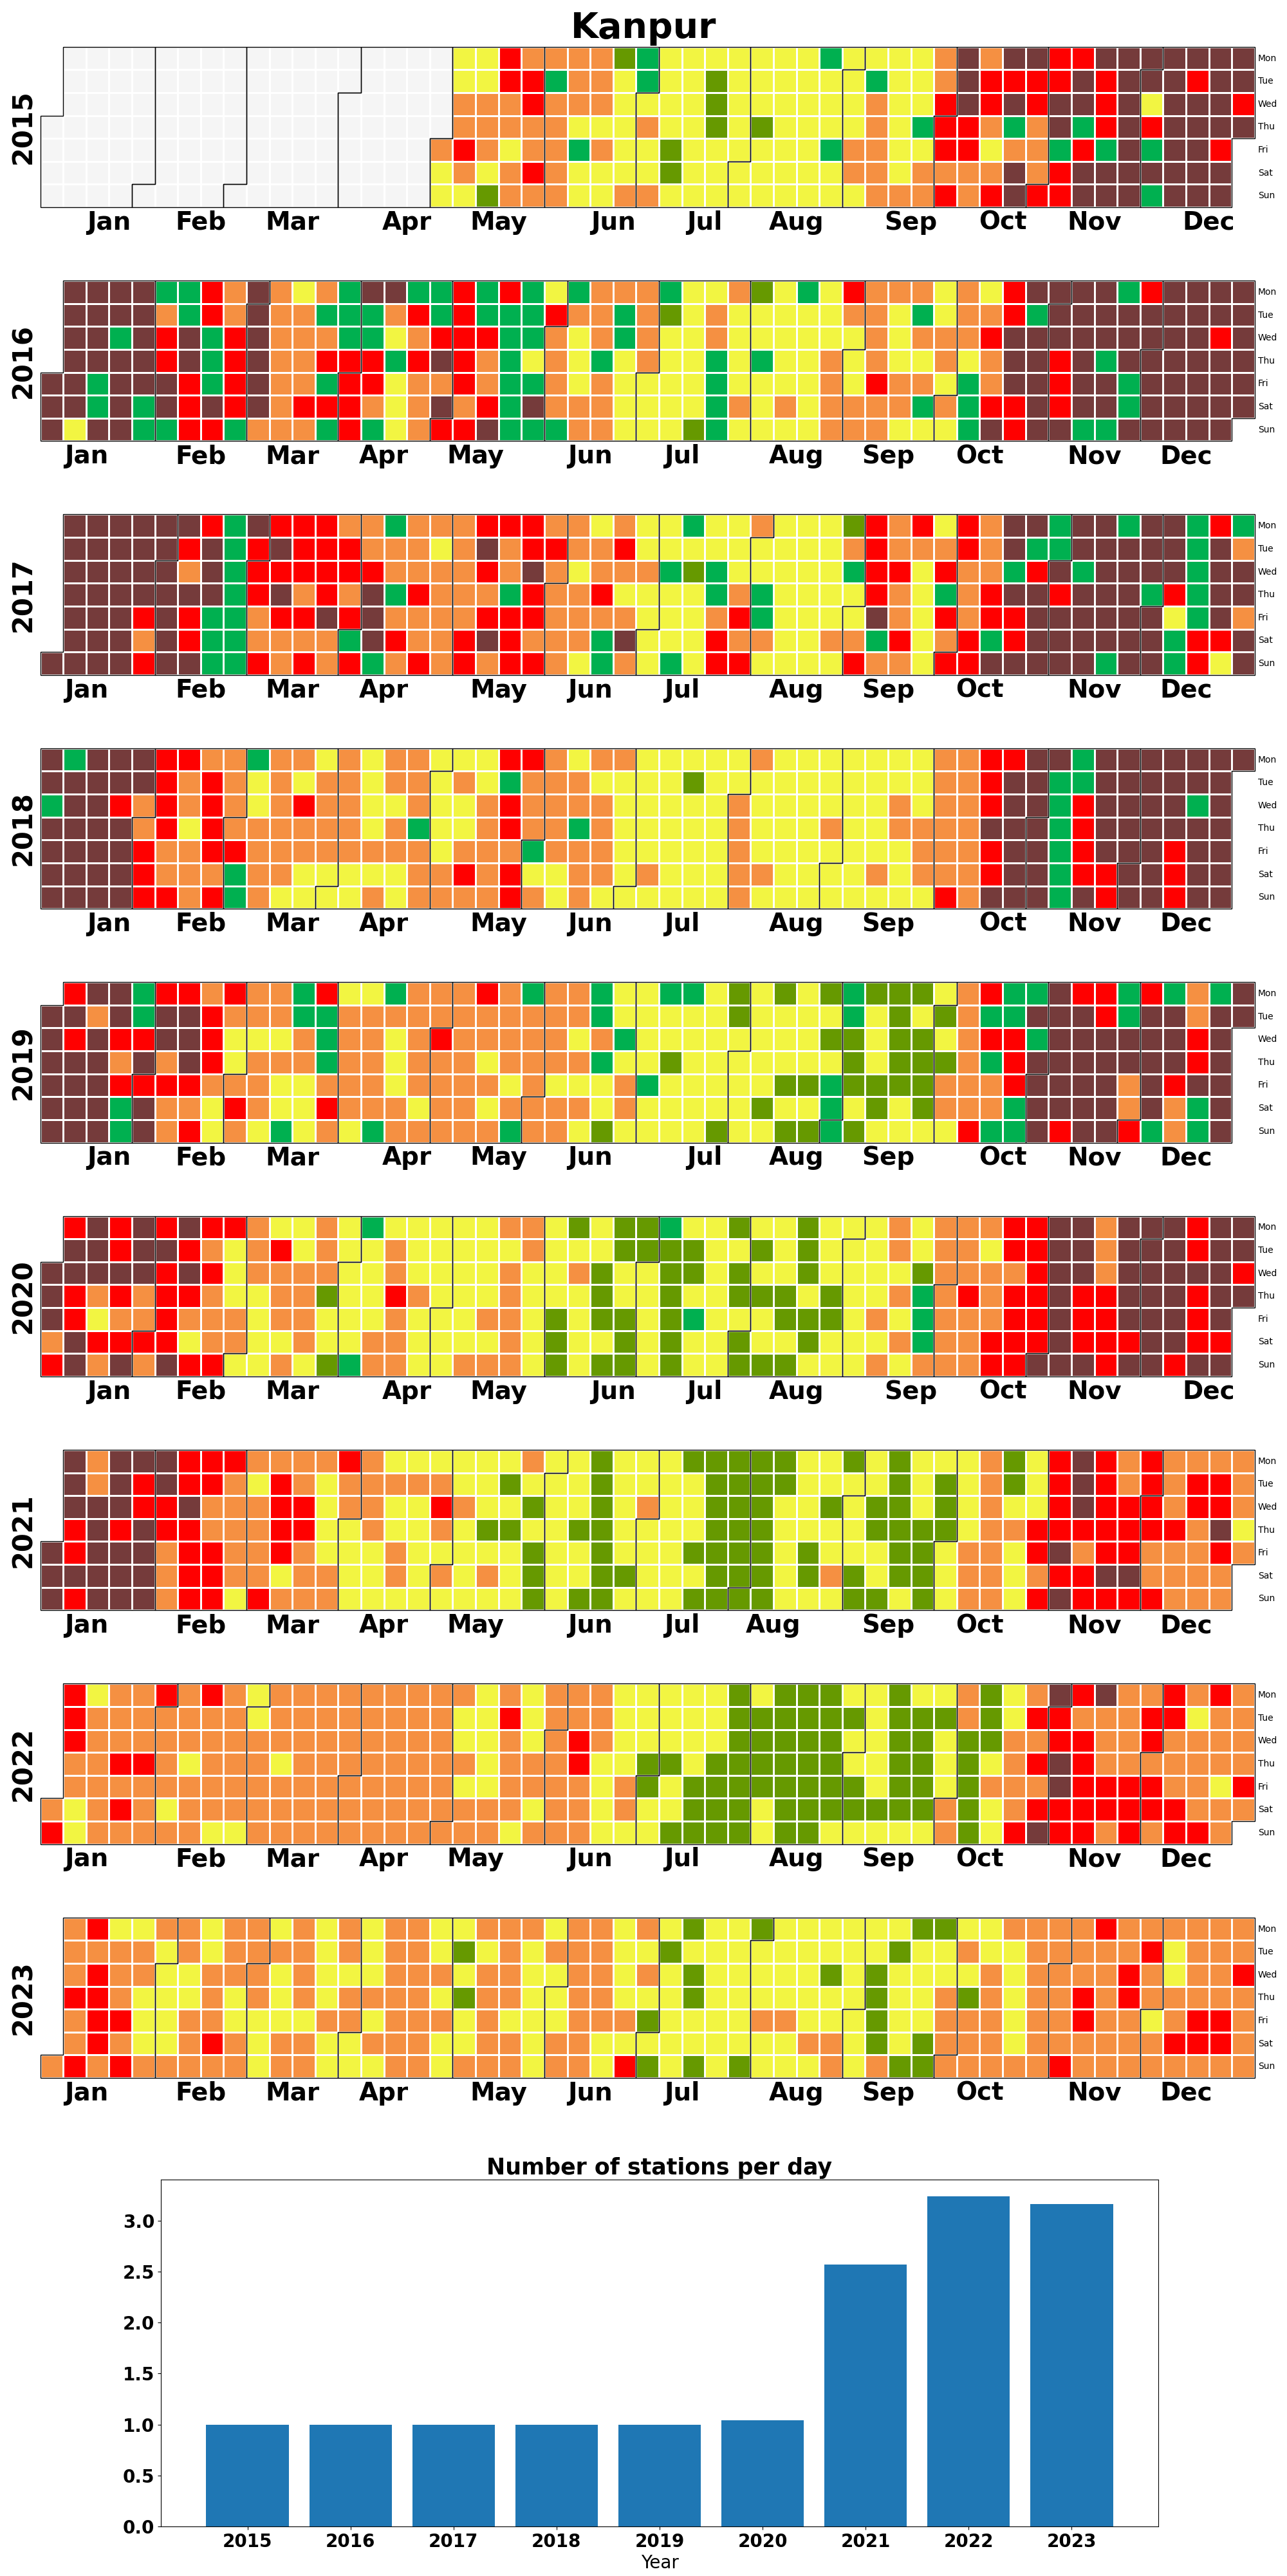 Kanpur
2015
Mon
Tue
Wed
Thu
Fri
Sat
Sun
Jan Feb Mar Apr May Jun Jul Aug Sep Oct Nov Dec
2016
Mon
Tue
Wed
Thu
Fri
Sat
Sun
Jan Feb Mar Apr May Jun Jul Aug Sep Oct Nov Dec
2017
Mon
Tue
Wed
Thu
Fri
Sat
Sun
Jan Feb Mar Apr May Jun Jul Aug Sep Oct Nov Dec
2018
Mon
Tue
Wed
Thu
Fri
Sat
Sun
Jan Feb Mar Apr May Jun Jul Aug Sep Oct Nov Dec
2019
Mon
Tue
Wed
Thu
Fri
Sat
Sun
Jan Feb Mar Apr May Jun Jul Aug Sep Oct Nov Dec
2020
Mon
Tue
Wed
Thu
Fri
Sat
Sun
Jan Feb Mar Apr May Jun Jul Aug Sep Oct Nov Dec
2021
Mon
Tue
Wed
Thu
Fri
Sat
Sun
Jan Feb Mar Apr May Jun Jul Aug Sep Oct Nov Dec
2022
Mon
Tue
Wed
Thu
Fri
Sat
Sun
Jan Feb Mar Apr May Jun Jul Aug Sep Oct Nov Dec
2023
Mon
Tue
Wed
Thu
Fri
Sat
Sun
Jan Feb Mar Apr May Jun Jul Aug Sep Oct Nov Dec
Number of stations per day
3.0
2.5
2.0
1.5
1.0
0.5
0.0
2015 2016 2017 2018 2019 2020 2021 2022 2023
Year